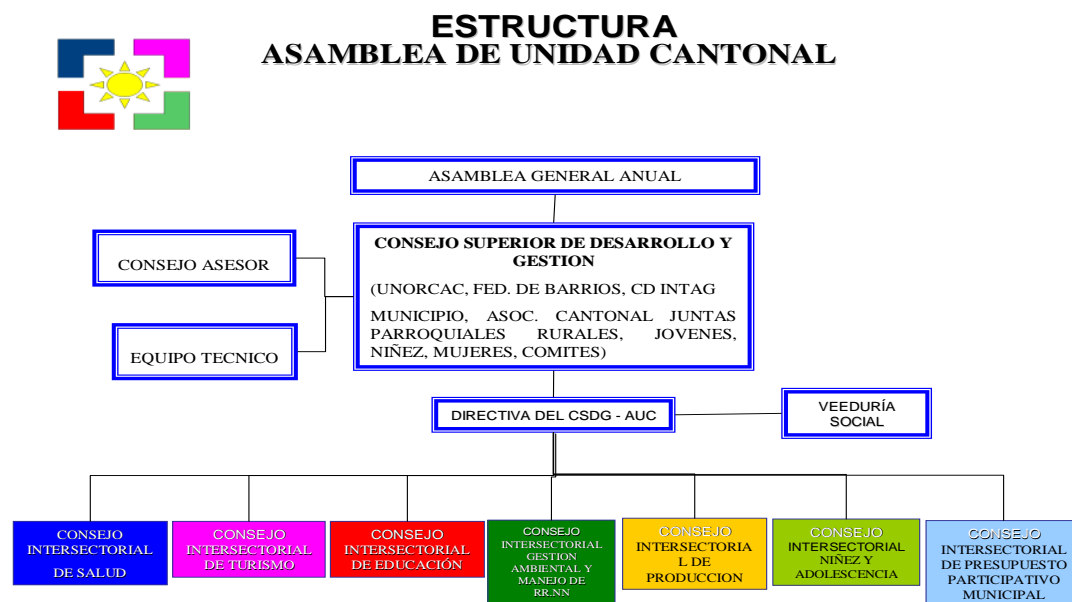 ESTRUCTURA
ASAMBLEA DE UNIDAD CANTONAL
ASAMBLEA GENERAL ANUAL
CONSEJO ASESOR
EQUIPO TECNICO
CONSEJO SUPERIOR DE DESARROLLO Y
GESTION
(UNORCAC, FED. DE BARRIOS, CD INTAG
MUNICIPIO, ASOC. CANTONAL JUNTAS
PARROQUIALES RURALES, JOVENES,
NIÑEZ, MUJERES, COMITES)
DIRECTIVA DEL CSDG - AUC
VEEDURÍA
SOCIAL
CONSEJO
INTERSECTORIAL
DE SALUD
CONSEJO
INTERSECTORIAL
DE TURISMO
CONSEJO
INTERSECTORIAL
DE EDUCACIÓN
CONSEJO
INTERSECTORIAL
GESTION
AMBIENTAL Y
MANEJO DE
RR.NN
CONSEJO
INTERSECTORIA
L DE
PRODUCCION
CONSEJO
INTERSECTORIAL
NIÑEZ Y
ADOLESCENCIA
CONSEJO
INTERSECTORIAL
DE PRESUPUESTO
PARTICIPATIVO
MUNICIPAL